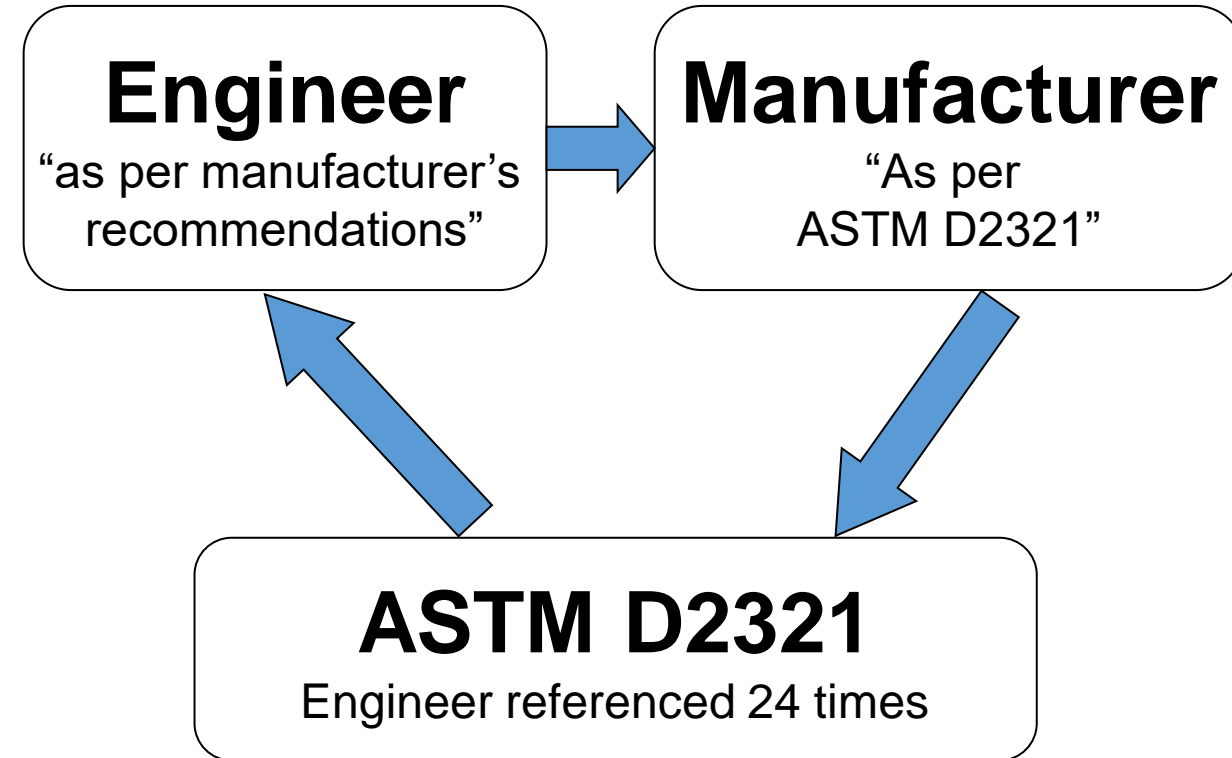 Engineer
“as per manufacturer’s
recommendations”
Manufacturer
“As per
ASTM D2321”
ASTM D2321
Engineer referenced 24 times